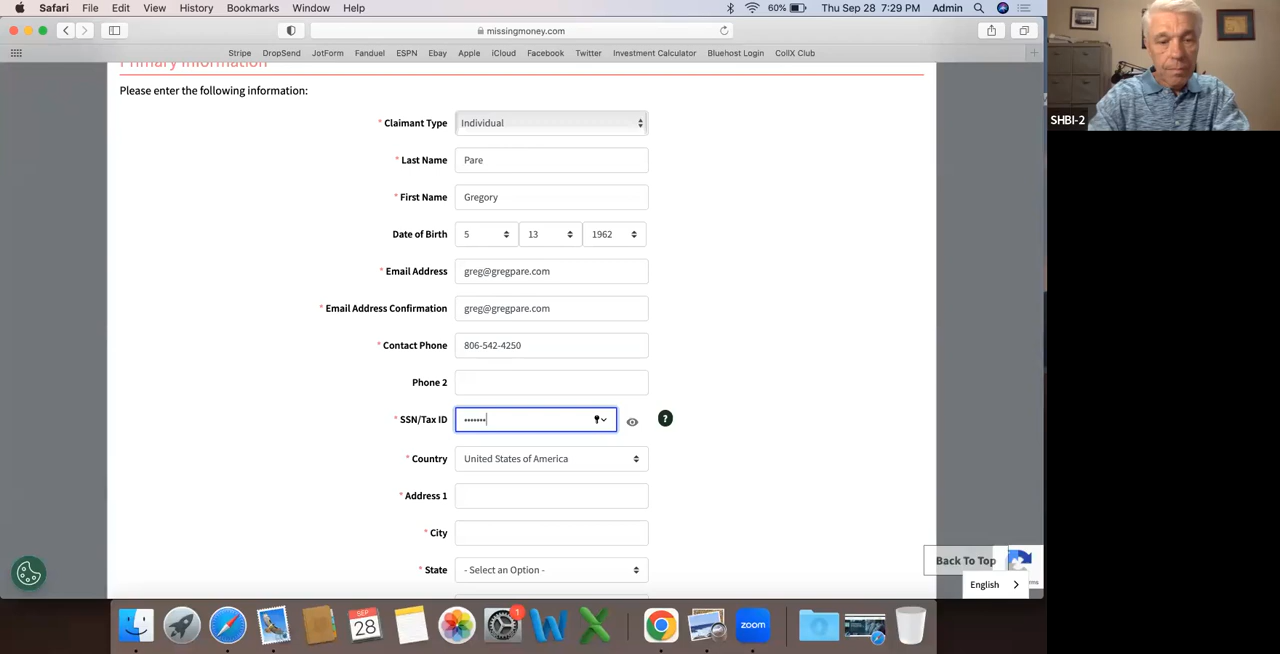 Safari File Edit View History Bookmarks Window Help 60% Thu Sep 28 7:29 PM Admin
missingmoney.com
Stripe DropSend JotForm Fanduel ESPN Ebay Apple iCloud Facebook Twitter Investment Calculator Bluehost Login CollX Club
Primary Information
Please enter the following information:
* Claimant Type Individual
* Last Name Pare
* First Name Gregory
Date of Birth 5 13 1962
* Email Address greg@gregpare.com
* Email Address Confirmation greg@gregpare.com
* Contact Phone 806-542-4250
Phone 2
* SSN/Tax ID ••••••• ?
* Country United States of America
* Address 1
* City
* State - Select an Option -
Back To Top
English
SEP
28
1
W
X
zoom
SHBI-2